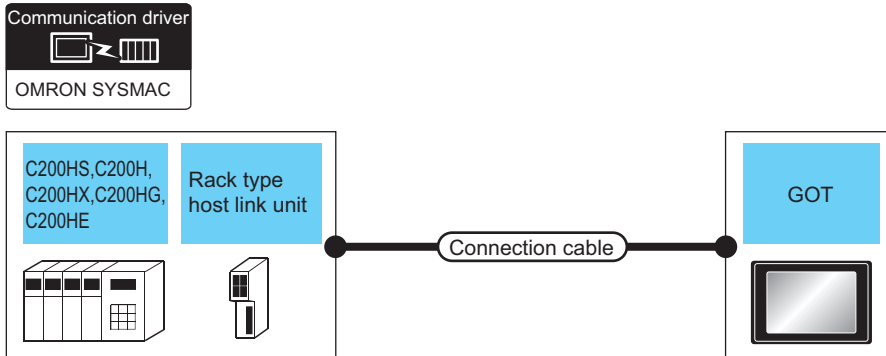 Communication driver
OMRON SYSMAC
C200HS,C200H,
C200HX,C200HG,
C200HE
Rack type
host link unit
Connection cable
GOT